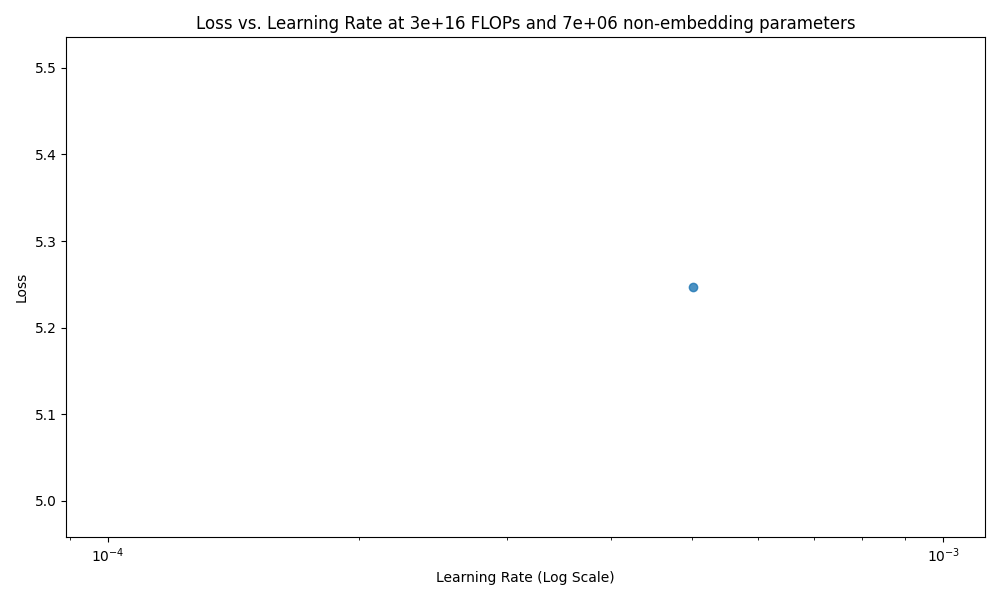 Loss vs. Learning Rate at 3e+16 FLOPs and 7e+06 non-embedding parameters
5.5
5.4
5.3
5.2
5.1
5.0
Loss
10⁻⁴
10⁻³
Learning Rate (Log Scale)